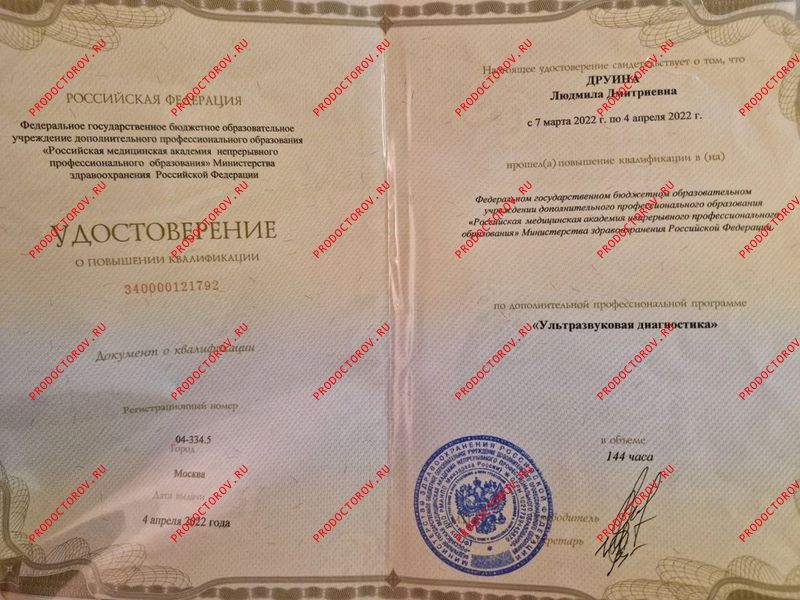 РОССИЙСКАЯ ФЕДЕРАЦИЯ
Федеральное государственное бюджетное образовательное
учреждение дополнительного профессионального образования
«Российская медицинская академия непрерывного
профессионального образования» Министерства
здравоохранения Российской Федерации
УДОСТОВЕРЕНИЕ
О ПОВЫШЕНИИ КВАЛИФИКАЦИИ
340000121792
Документ о квалификации
Регистрационный номер
04-334.5
Город
Москва
Дата выдачи
4 апреля 2022 года
Настоящее удостоверение свидетельствует о том, что
ДРУИНА
Людмила Дмитриевна
с 7 марта 2022 г. по 4 апреля 2022 г.
прошел(а) повышение квалификации в (на)
Федеральном государственном бюджетном образовательном
учреждении дополнительного профессионального образования
«Российская медицинская академия непрерывного профессионального
образования» Министерства здравоохранения Российской Федерации
по дополнительной профессиональной программе
«Ультразвуковая диагностика»
в объеме
144 часа
PRODOCTOROV.RU